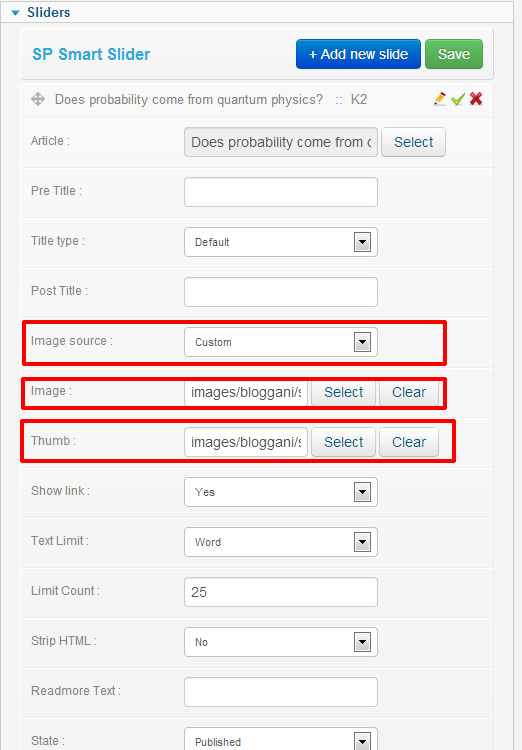 Sliders
SP Smart Slider + Add new slide Save
Does probability come from quantum physics? :: K2
Article : Does probability come from c Select
Pre Title :
Title type : Default
Post Title :
Image source : Custom
Image : images/bloggani/s Select Clear
Thumb : images/bloggani/s Select Clear
Show link : Yes
Text Limit : Word
Limit Count : 25
Strip HTML : No
Readmore Text :
State : Published